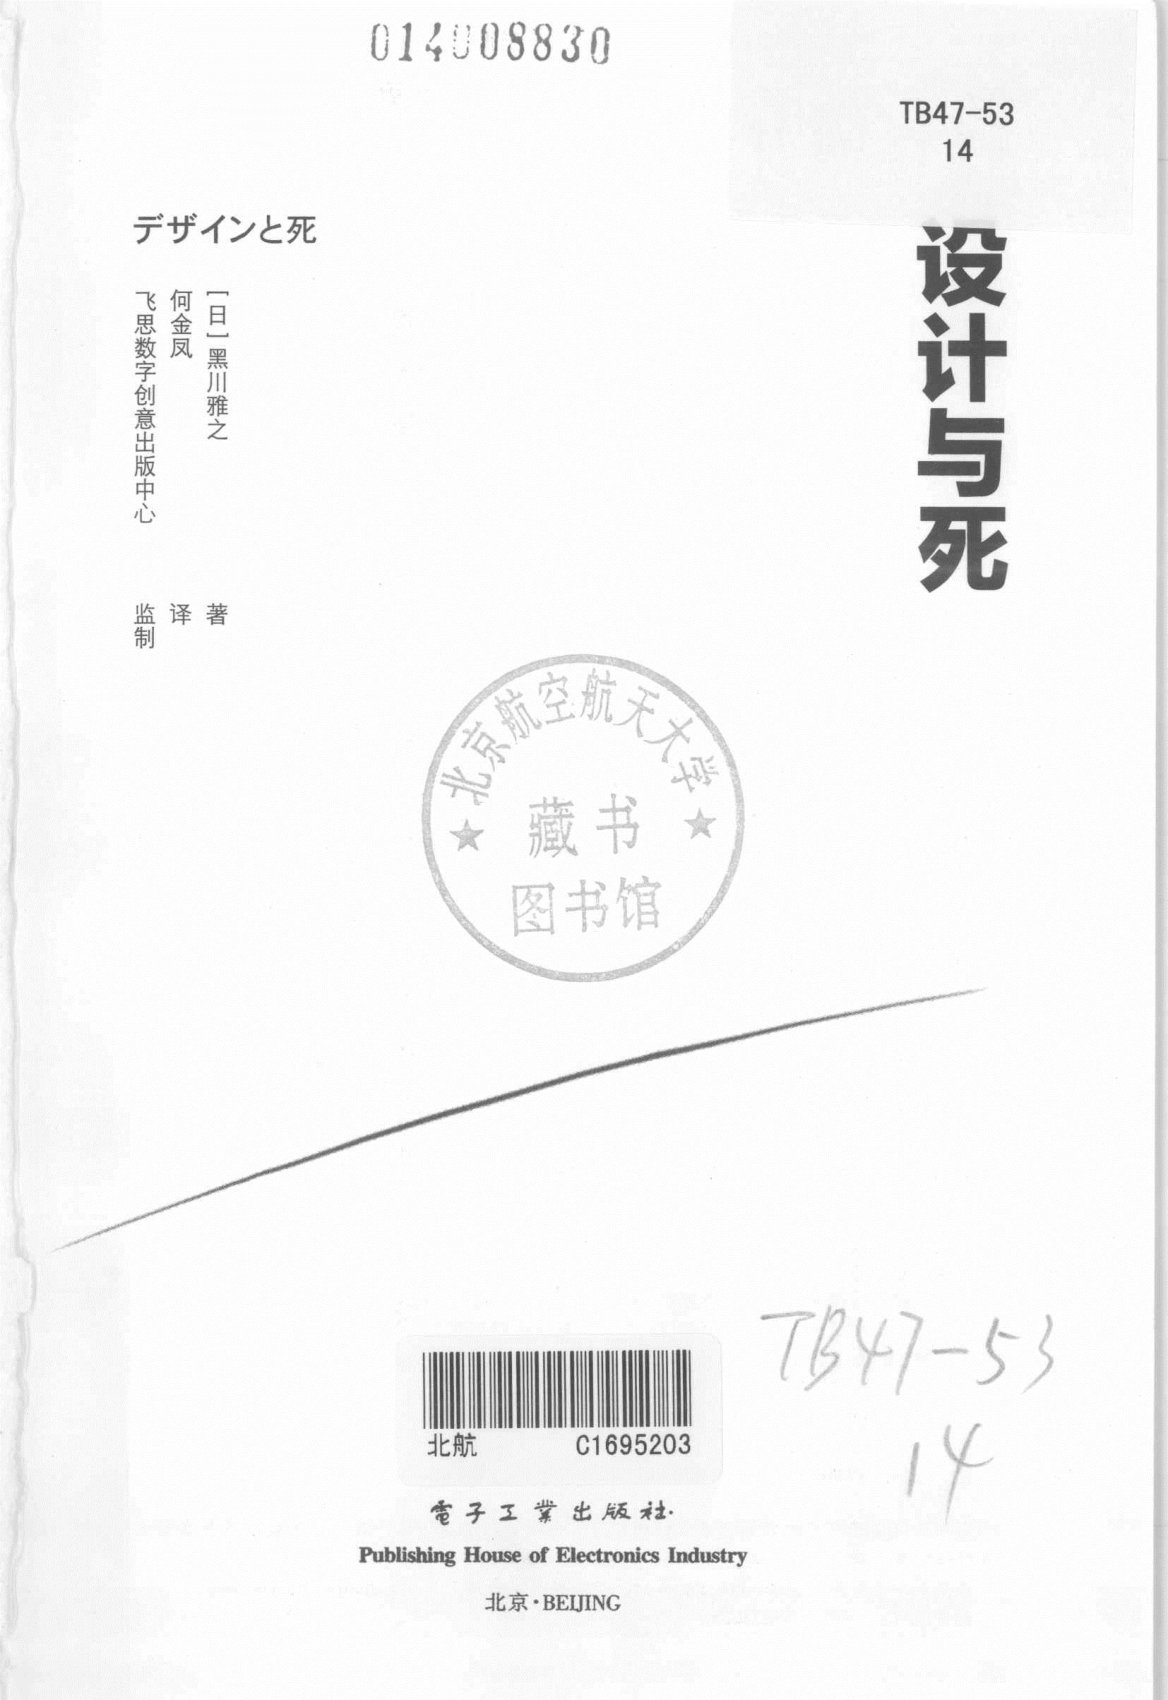 014008830
TB47-53
14
设计与死
デザインと死
[日]黑川雅之 著
何金凤 译
飞思数字创意出版中心 监制
北京航空航天大学
藏书
图书馆
TB47-53
14
北航 C1695203
電子工業出版社·
Publishing House of Electronics Industry
北京·BEIJING